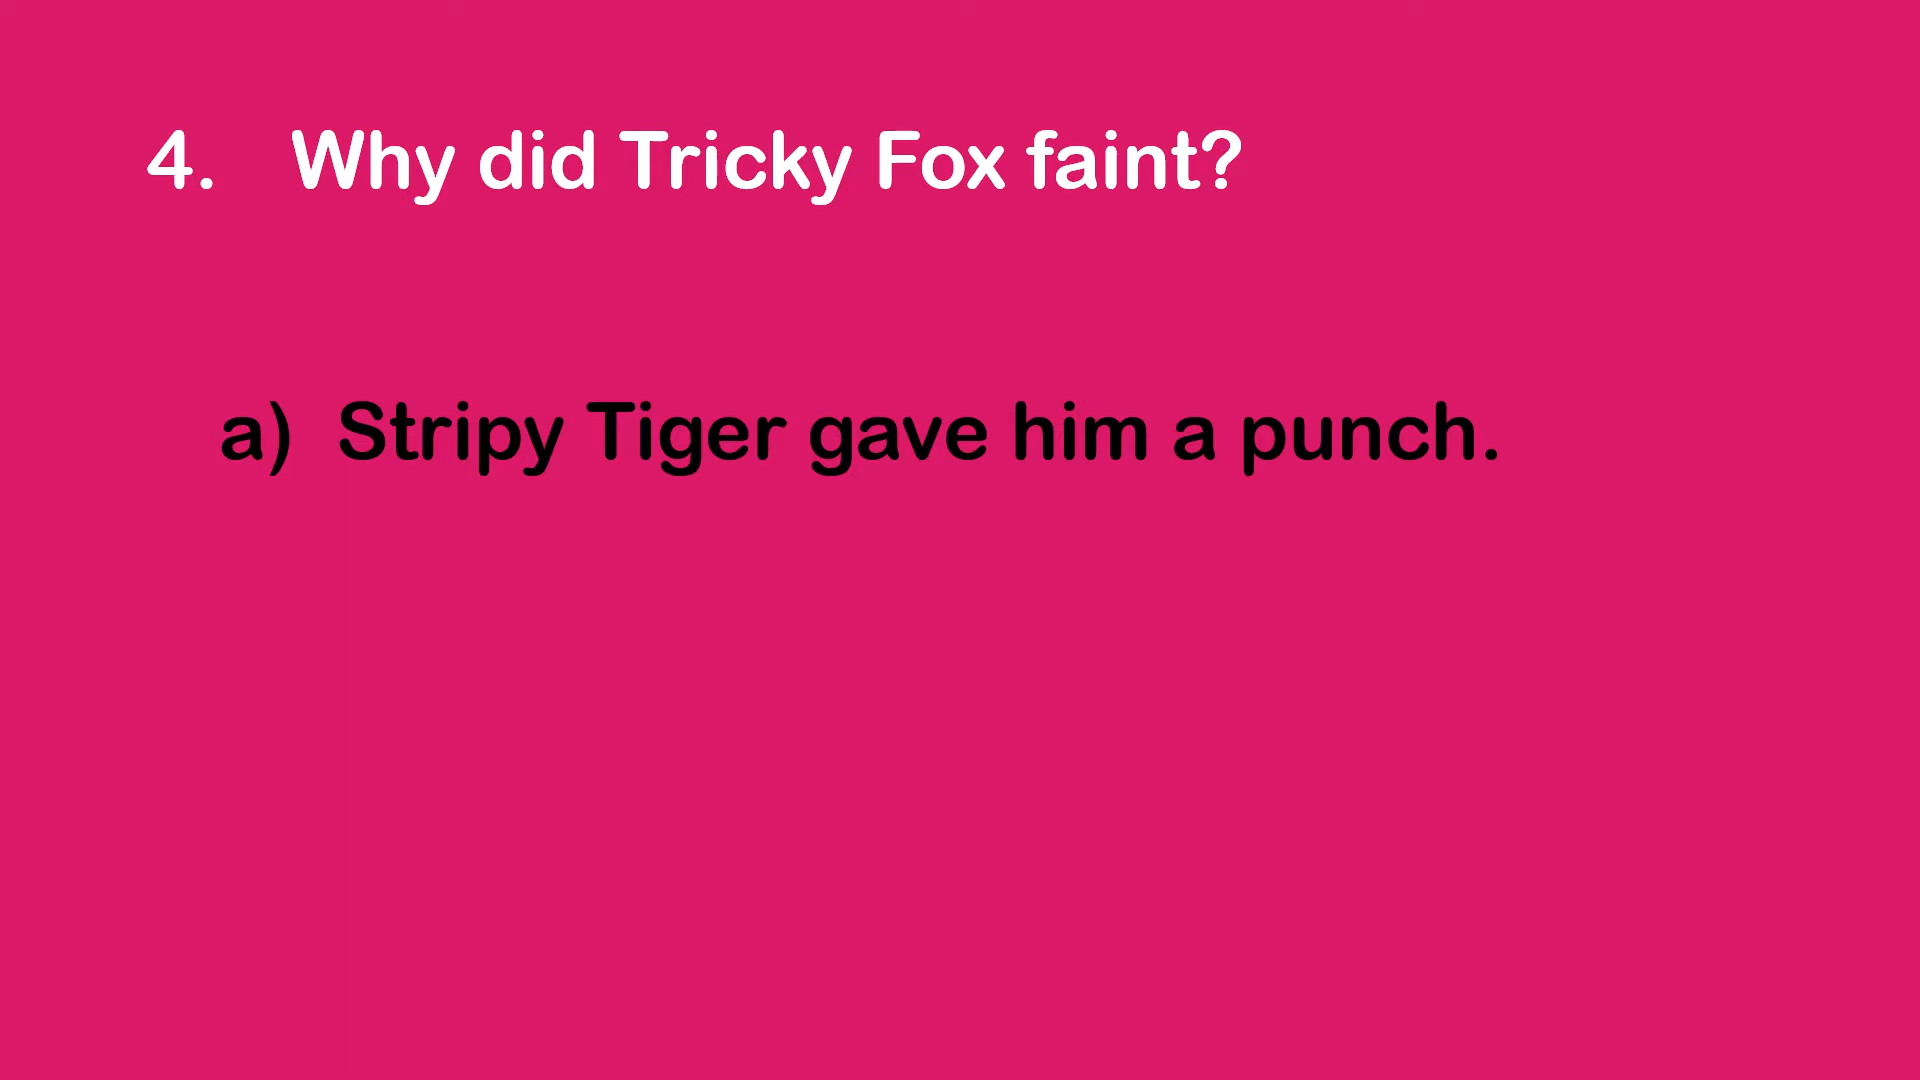 4. Why did Tricky Fox faint?
a) Stripy Tiger gave him a punch.